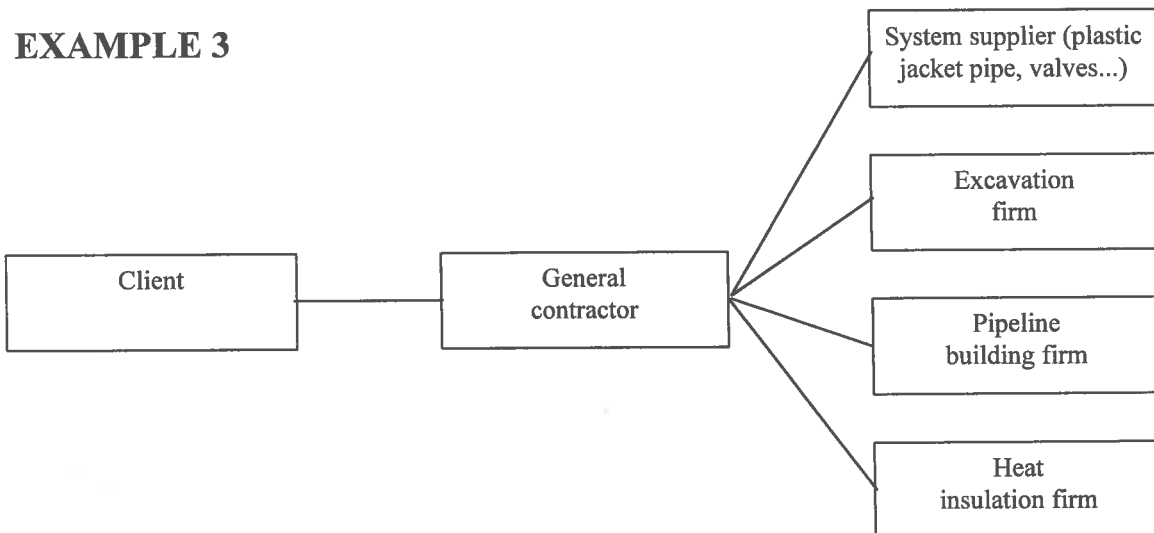 EXAMPLE 3
System supplier (plastic
jacket pipe, valves...)
Excavation
firm
Client
General
contractor
Pipeline
building firm
Heat
insulation firm